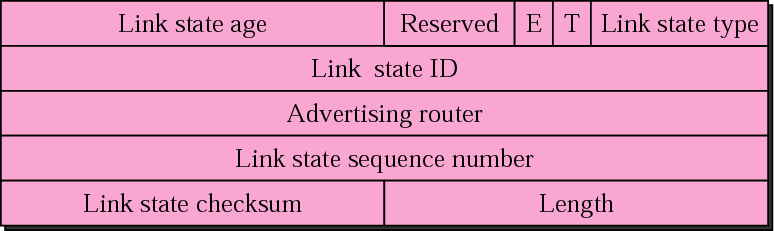 Link state age Reserved E T Link state type
Link state ID
Advertising router
Link state sequence number
Link state checksum Length